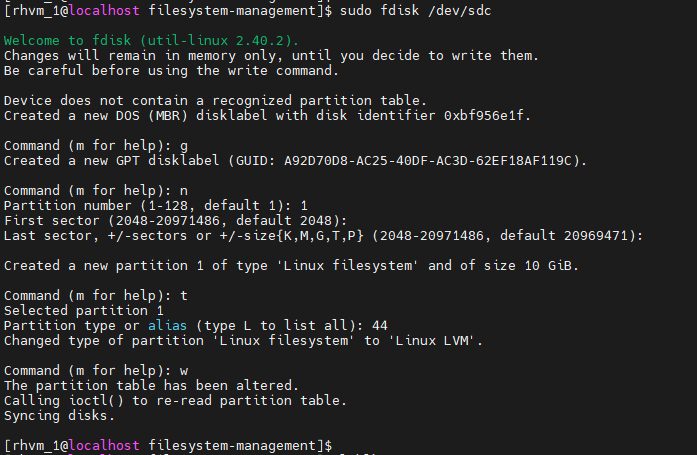 [rhvm_1@localhost filesystem-management]$ sudo fdisk /dev/sdc
Welcome to fdisk (util-linux 2.40.2).
Changes will remain in memory only, until you decide to write them.
Be careful before using the write command.
Device does not contain a recognized partition table.
Created a new DOS (MBR) disklabel with disk identifier 0xbf956e1f.
Command (m for help): g
Created a new GPT disklabel (GUID: A92D70D8-AC25-40DF-AC3D-62EF18AF119C).
Command (m for help): n
Partition number (1-128, default 1): 1
First sector (2048-20971486, default 2048):
Last sector, +/-sectors or +/-size{K,M,G,T,P} (2048-20971486, default 20969471):
Created a new partition 1 of type 'Linux filesystem' and of size 10 GiB.
Command (m for help): t
Selected partition 1
Partition type or alias (type L to list all): 44
Changed type of partition 'Linux filesystem' to 'Linux LVM'.
Command (m for help): w
The partition table has been altered.
Calling ioctl() to re-read partition table.
Syncing disks.
[rhvm_1@localhost filesystem-management]$